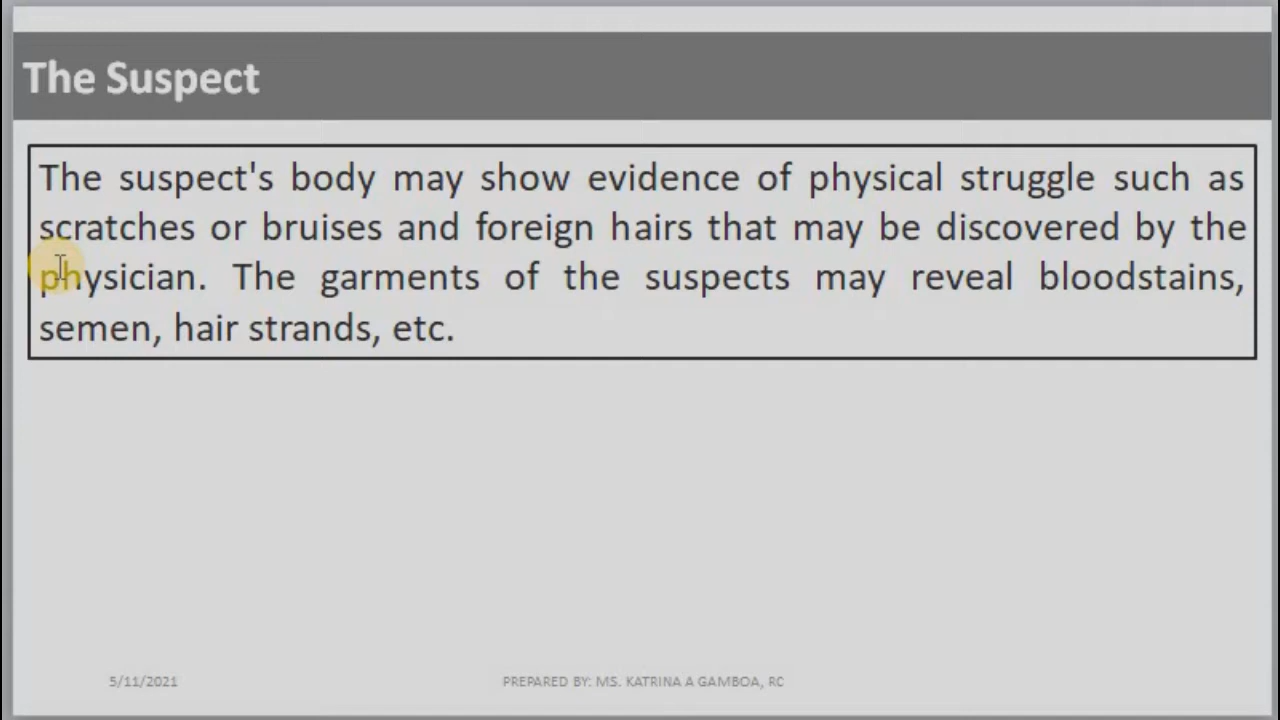 The Suspect
The suspect's body may show evidence of physical struggle such as
scratches or bruises and foreign hairs that may be discovered by the
physician. The garments of the suspects may reveal bloodstains,
semen, hair strands, etc.
5/11/2021
PREPARED BY: MS. KATRINA A GAMBOA, RC